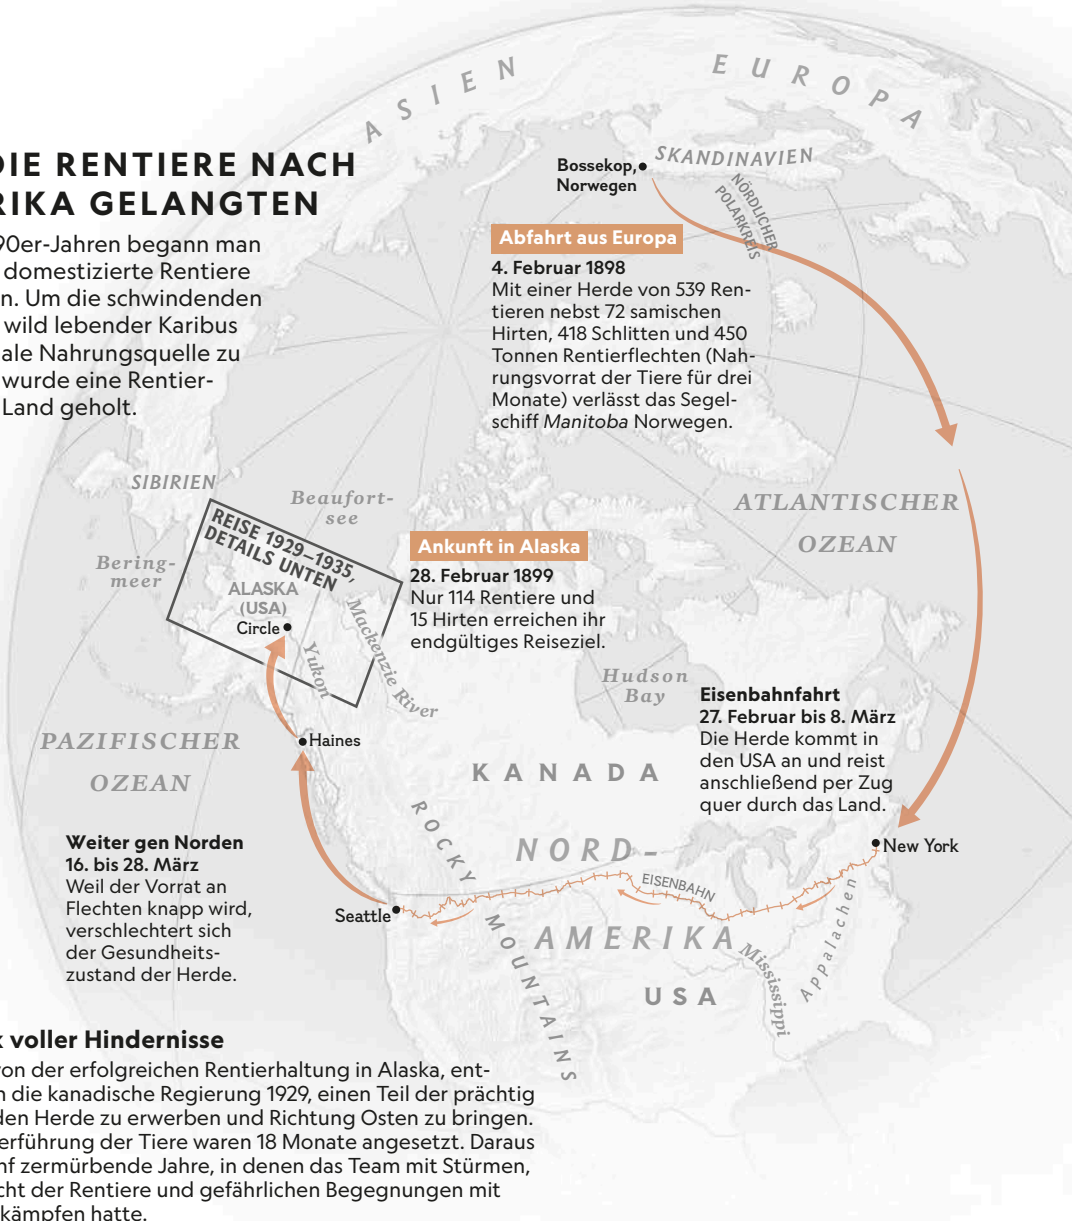 DIE RENTIERE NACH
RIKA GELANGTEN
90er-Jahren begann man
domestizierte Rentiere
n. Um die schwindenden
wild lebender Karibus
ale Nahrungsquelle zu
wurde eine Rentier-
Land geholt.
ASIEN
EUROPA
Bossekop,
Norwegen
SKANDINAVIEN
NÖRDLICHER
POLARKREIS
Abfahrt aus Europa
4. Februar 1898
Mit einer Herde von 539 Ren-
tieren nebst 72 samischen
Hirten, 418 Schlitten und 450
Tonnen Rentierflechten (Nah-
rungsvorrat der Tiere für drei
Monate) verlässt das Segel-
schiff Manitoba Norwegen.
SIBIRIEN
Beaufort-
see
Bering-
meer
REISE 1929–1935,
DETAILS UNTEN
ALASKA
(USA)
Circle
Yukon
Mackenzie River
ATLANTISCHER
OZEAN
Ankunft in Alaska
28. Februar 1899
Nur 114 Rentiere und
15 Hirten erreichen ihr
endgültiges Reiseziel.
Hudson
Bay
Eisenbahnfahrt
27. Februar bis 8. März
Die Herde kommt in
den USA an und reist
anschließend per Zug
quer durch das Land.
PAZIFISCHER
OZEAN
Haines
KANADA
ROCKY
MOUNTAINS
NORD-
AMERIKA
EISENBAHN
New York
Weiter gen Norden
16. bis 28. März
Weil der Vorrat an
Flechten knapp wird,
verschlechtert sich
der Gesundheits-
zustand der Herde.
Seattle
Mississippi
Appalachen
USA
k voller Hindernisse
von der erfolgreichen Rentierhaltung in Alaska, ent-
n die kanadische Regierung 1929, einen Teil der prächtig
den Herde zu erwerben und Richtung Osten zu bringen.
erführung der Tiere waren 18 Monate angesetzt. Daraus
nf zermürbende Jahre, in denen das Team mit Stürmen,
cht der Rentiere und gefährlichen Begegnungen mit
kämpfen hatte.